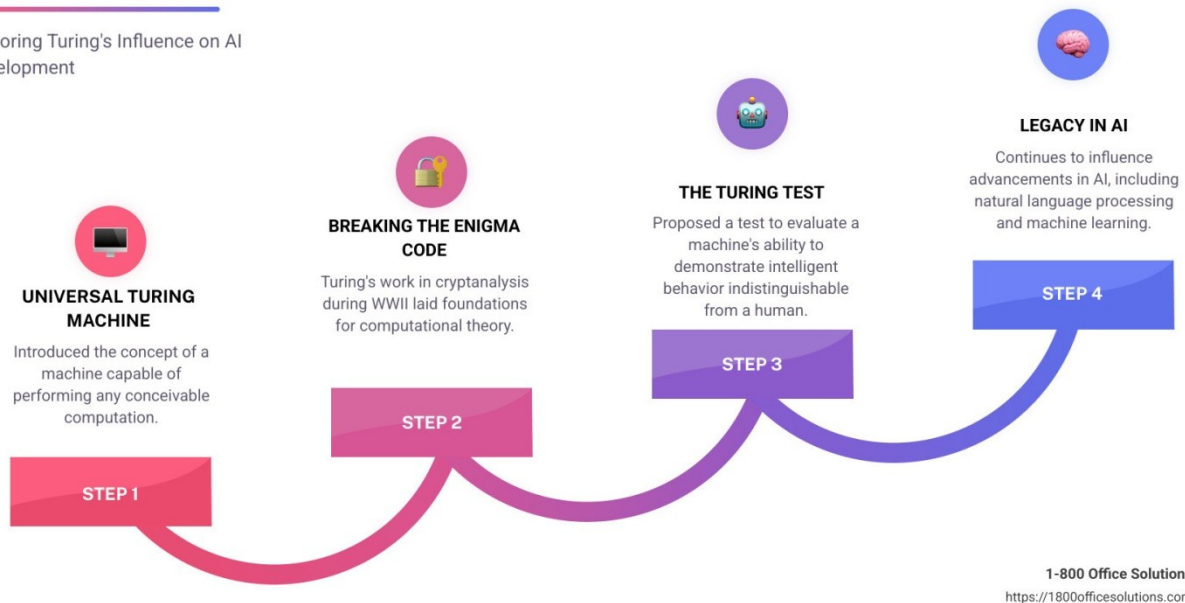 oring Turing's Influence on AI
elopment
UNIVERSAL TURING
MACHINE
Introduced the concept of a
machine capable of
performing any conceivable
computation.
STEP 1
BREAKING THE ENIGMA
CODE
Turing's work in cryptanalysis
during WWII laid foundations
for computational theory.
STEP 2
THE TURING TEST
Proposed a test to evaluate a
machine's ability to
demonstrate intelligent
behavior indistinguishable
from a human.
STEP 3
LEGACY IN AI
Continues to influence
advancements in AI, including
natural language processing
and machine learning.
STEP 4
1-800 Office Solution
https://1800officesolutions.cor